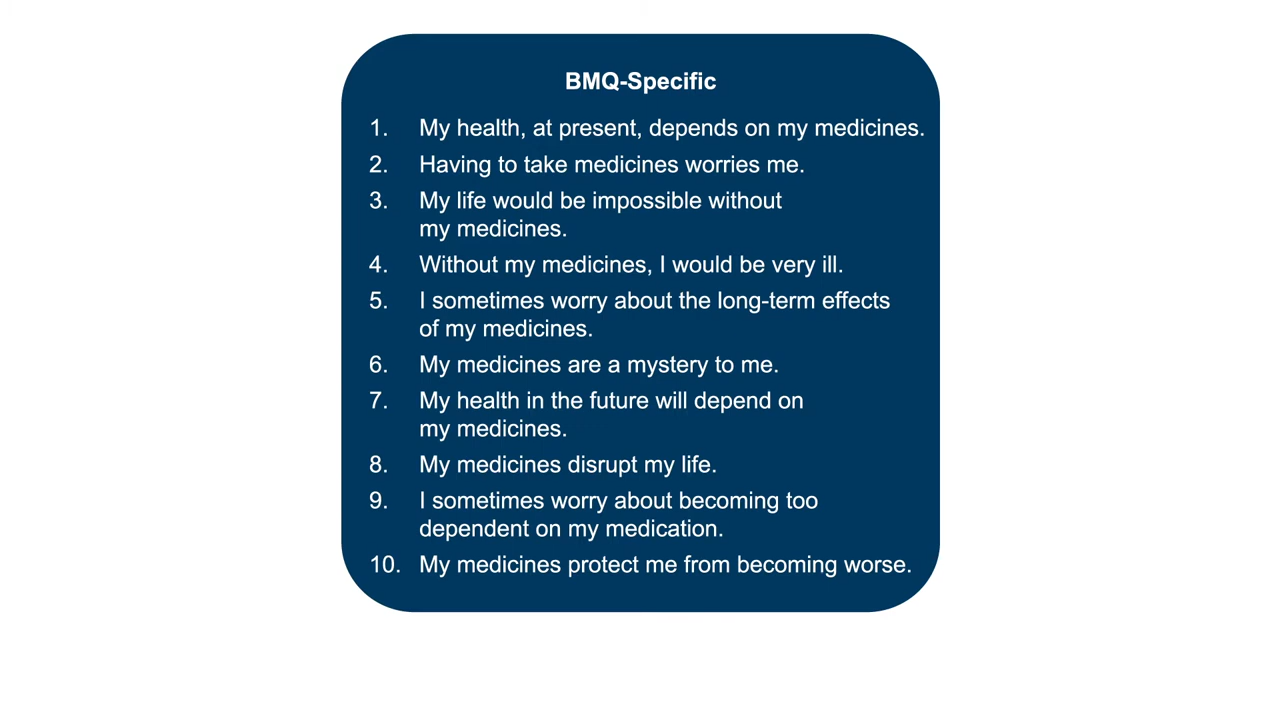 BMQ-Specific
1. My health, at present, depends on my medicines.
2. Having to take medicines worries me.
3. My life would be impossible without
my medicines.
4. Without my medicines, I would be very ill.
5. I sometimes worry about the long-term effects
of my medicines.
6. My medicines are a mystery to me.
7. My health in the future will depend on
my medicines.
8. My medicines disrupt my life.
9. I sometimes worry about becoming too
dependent on my medication.
10. My medicines protect me from becoming worse.